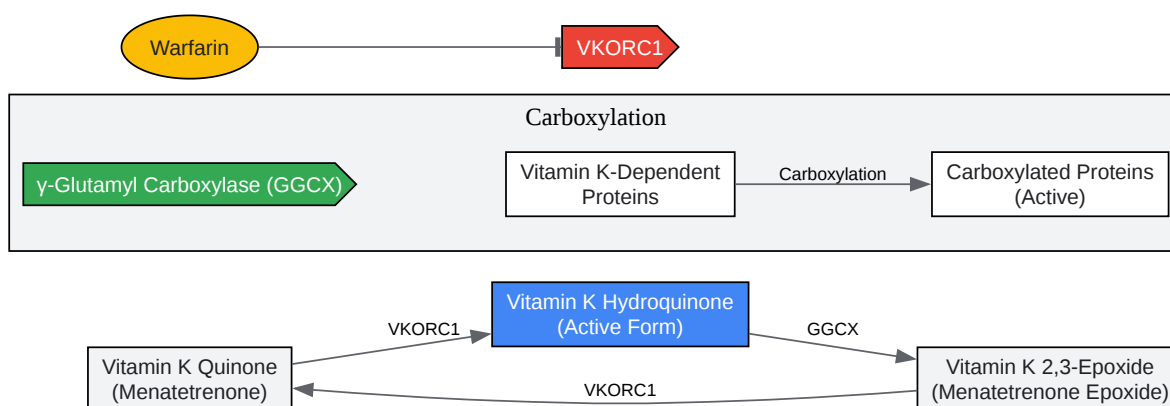 Warfarin
VKORC1
Carboxylation
γ-Glutamyl Carboxylase (GGCX)
Vitamin K-Dependent
Proteins
Carboxylation
Carboxylated Proteins
(Active)
Vitamin K Hydroquinone
(Active Form)
VKORC1
GGCX
Vitamin K Quinone
(Menatetrenone)
VKORC1
Vitamin K 2,3-Epoxide
(Menatetrenone Epoxide)